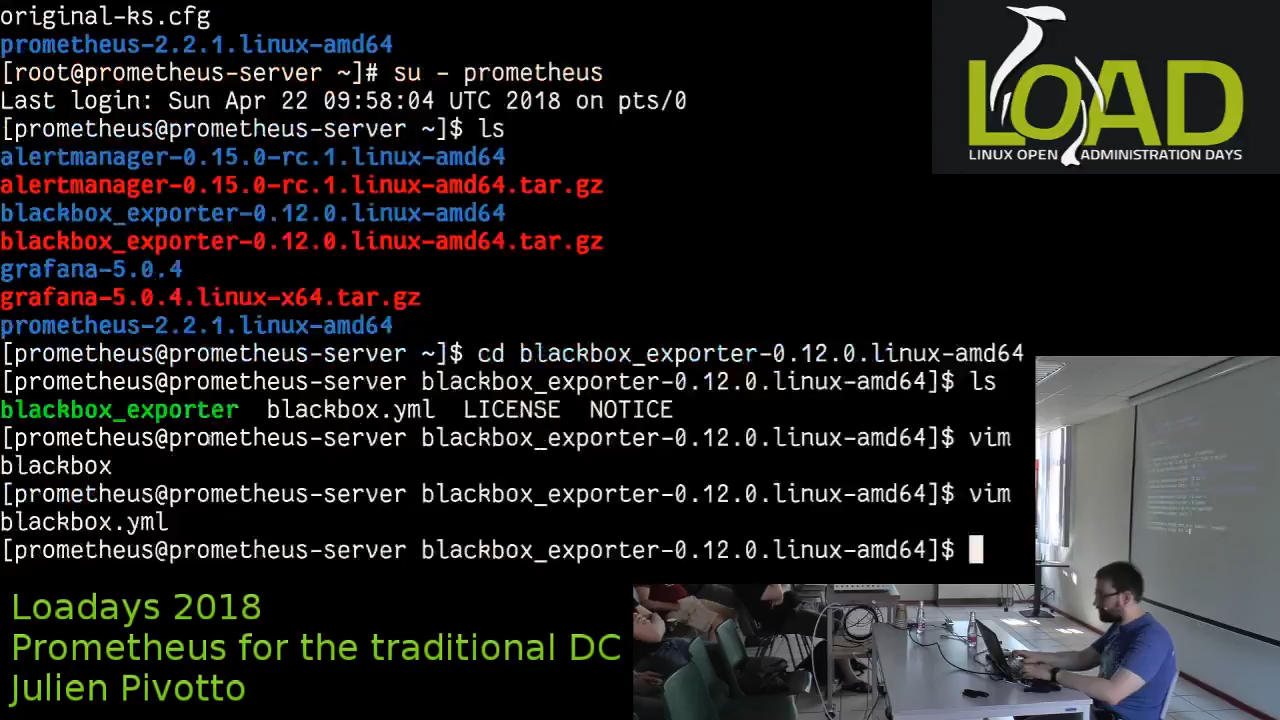 original-ks.cfg
prometheus-2.2.1.linux-amd64
[root@prometheus-server ~]# su - prometheus
Last login: Sun Apr 22 09:58:04 UTC 2018 on pts/0
[prometheus@prometheus-server ~]$ ls
alertmanager-0.15.0-rc.1.linux-amd64
alertmanager-0.15.0-rc.1.linux-amd64.tar.gz
blackbox_exporter-0.12.0.linux-amd64
blackbox_exporter-0.12.0.linux-amd64.tar.gz
grafana-5.0.4
grafana-5.0.4.linux-x64.tar.gz
prometheus-2.2.1.linux-amd64
[prometheus@prometheus-server ~]$ cd blackbox_exporter-0.12.0.linux-amd64
[prometheus@prometheus-server blackbox_exporter-0.12.0.linux-amd64]$ ls
blackbox_exporter  blackbox.yml  LICENSE  NOTICE
[prometheus@prometheus-server blackbox_exporter-0.12.0.linux-amd64]$ vim
blackbox
[prometheus@prometheus-server blackbox_exporter-0.12.0.linux-amd64]$ vim
blackbox.yml
[prometheus@prometheus-server blackbox_exporter-0.12.0.linux-amd64]$
LOAD
LINUX OPEN ADMINISTRATION DAYS
Loadays 2018
Prometheus for the traditional DC
Julien Pivotto